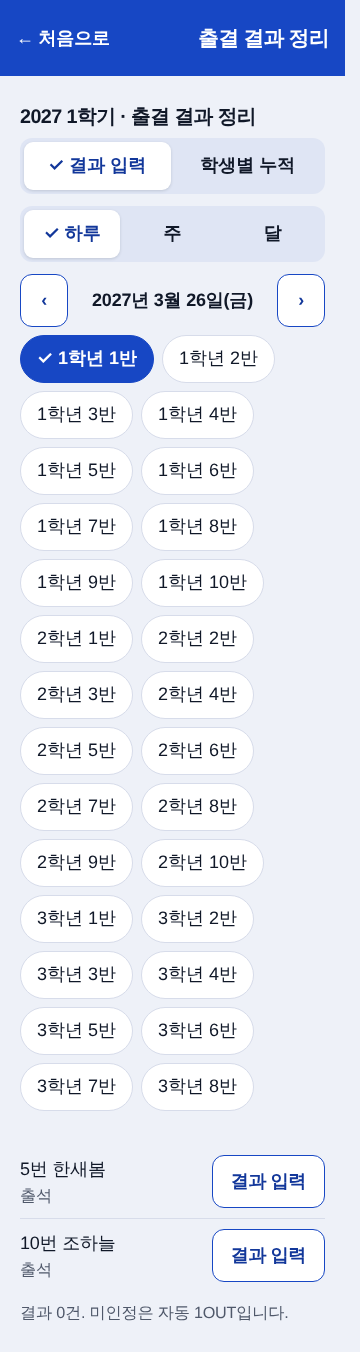 ← 처음으로 출결 결과 정리
2027 1학기 · 출결 결과 정리
✓ 결과 입력 학생별 누적
✓ 하루 주 달
‹ 2027년 3월 26일(금) ›
✓ 1학년 1반 1학년 2반
1학년 3반 1학년 4반
1학년 5반 1학년 6반
1학년 7반 1학년 8반
1학년 9반 1학년 10반
2학년 1반 2학년 2반
2학년 3반 2학년 4반
2학년 5반 2학년 6반
2학년 7반 2학년 8반
2학년 9반 2학년 10반
3학년 1반 3학년 2반
3학년 3반 3학년 4반
3학년 5반 3학년 6반
3학년 7반 3학년 8반
5번 한새봄
출석
결과 입력
10번 조하늘
출석
결과 입력
결과 0건. 미인정은 자동 1OUT입니다.